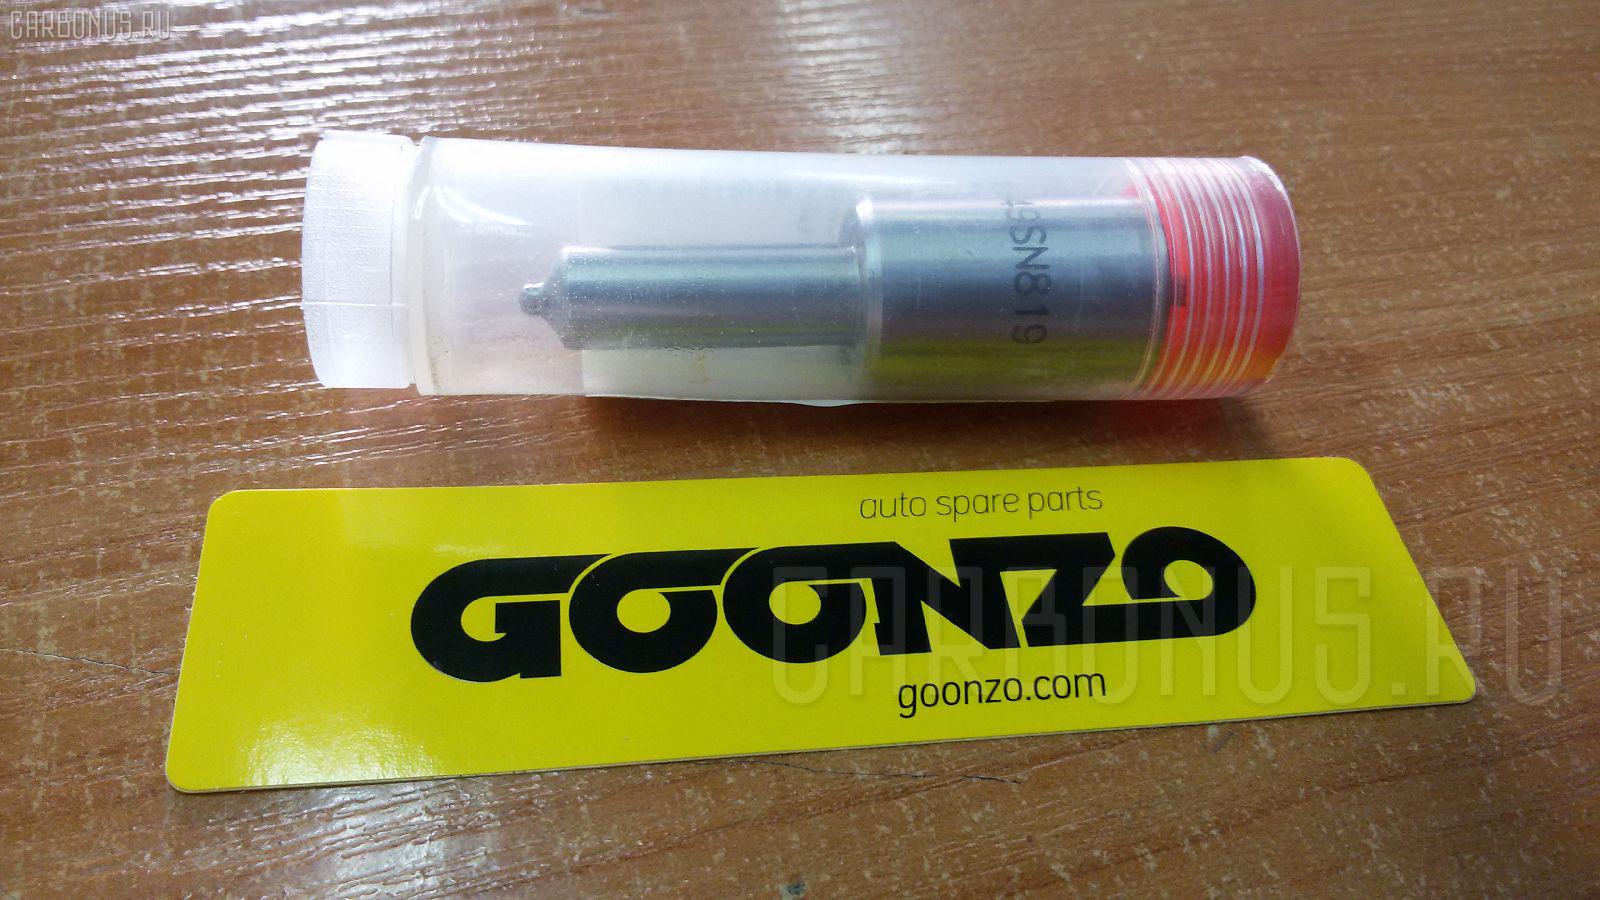 CARBONUS.RU
49SN819
auto spare parts
GOONZO
CARBONUS.RU
goonzo.com